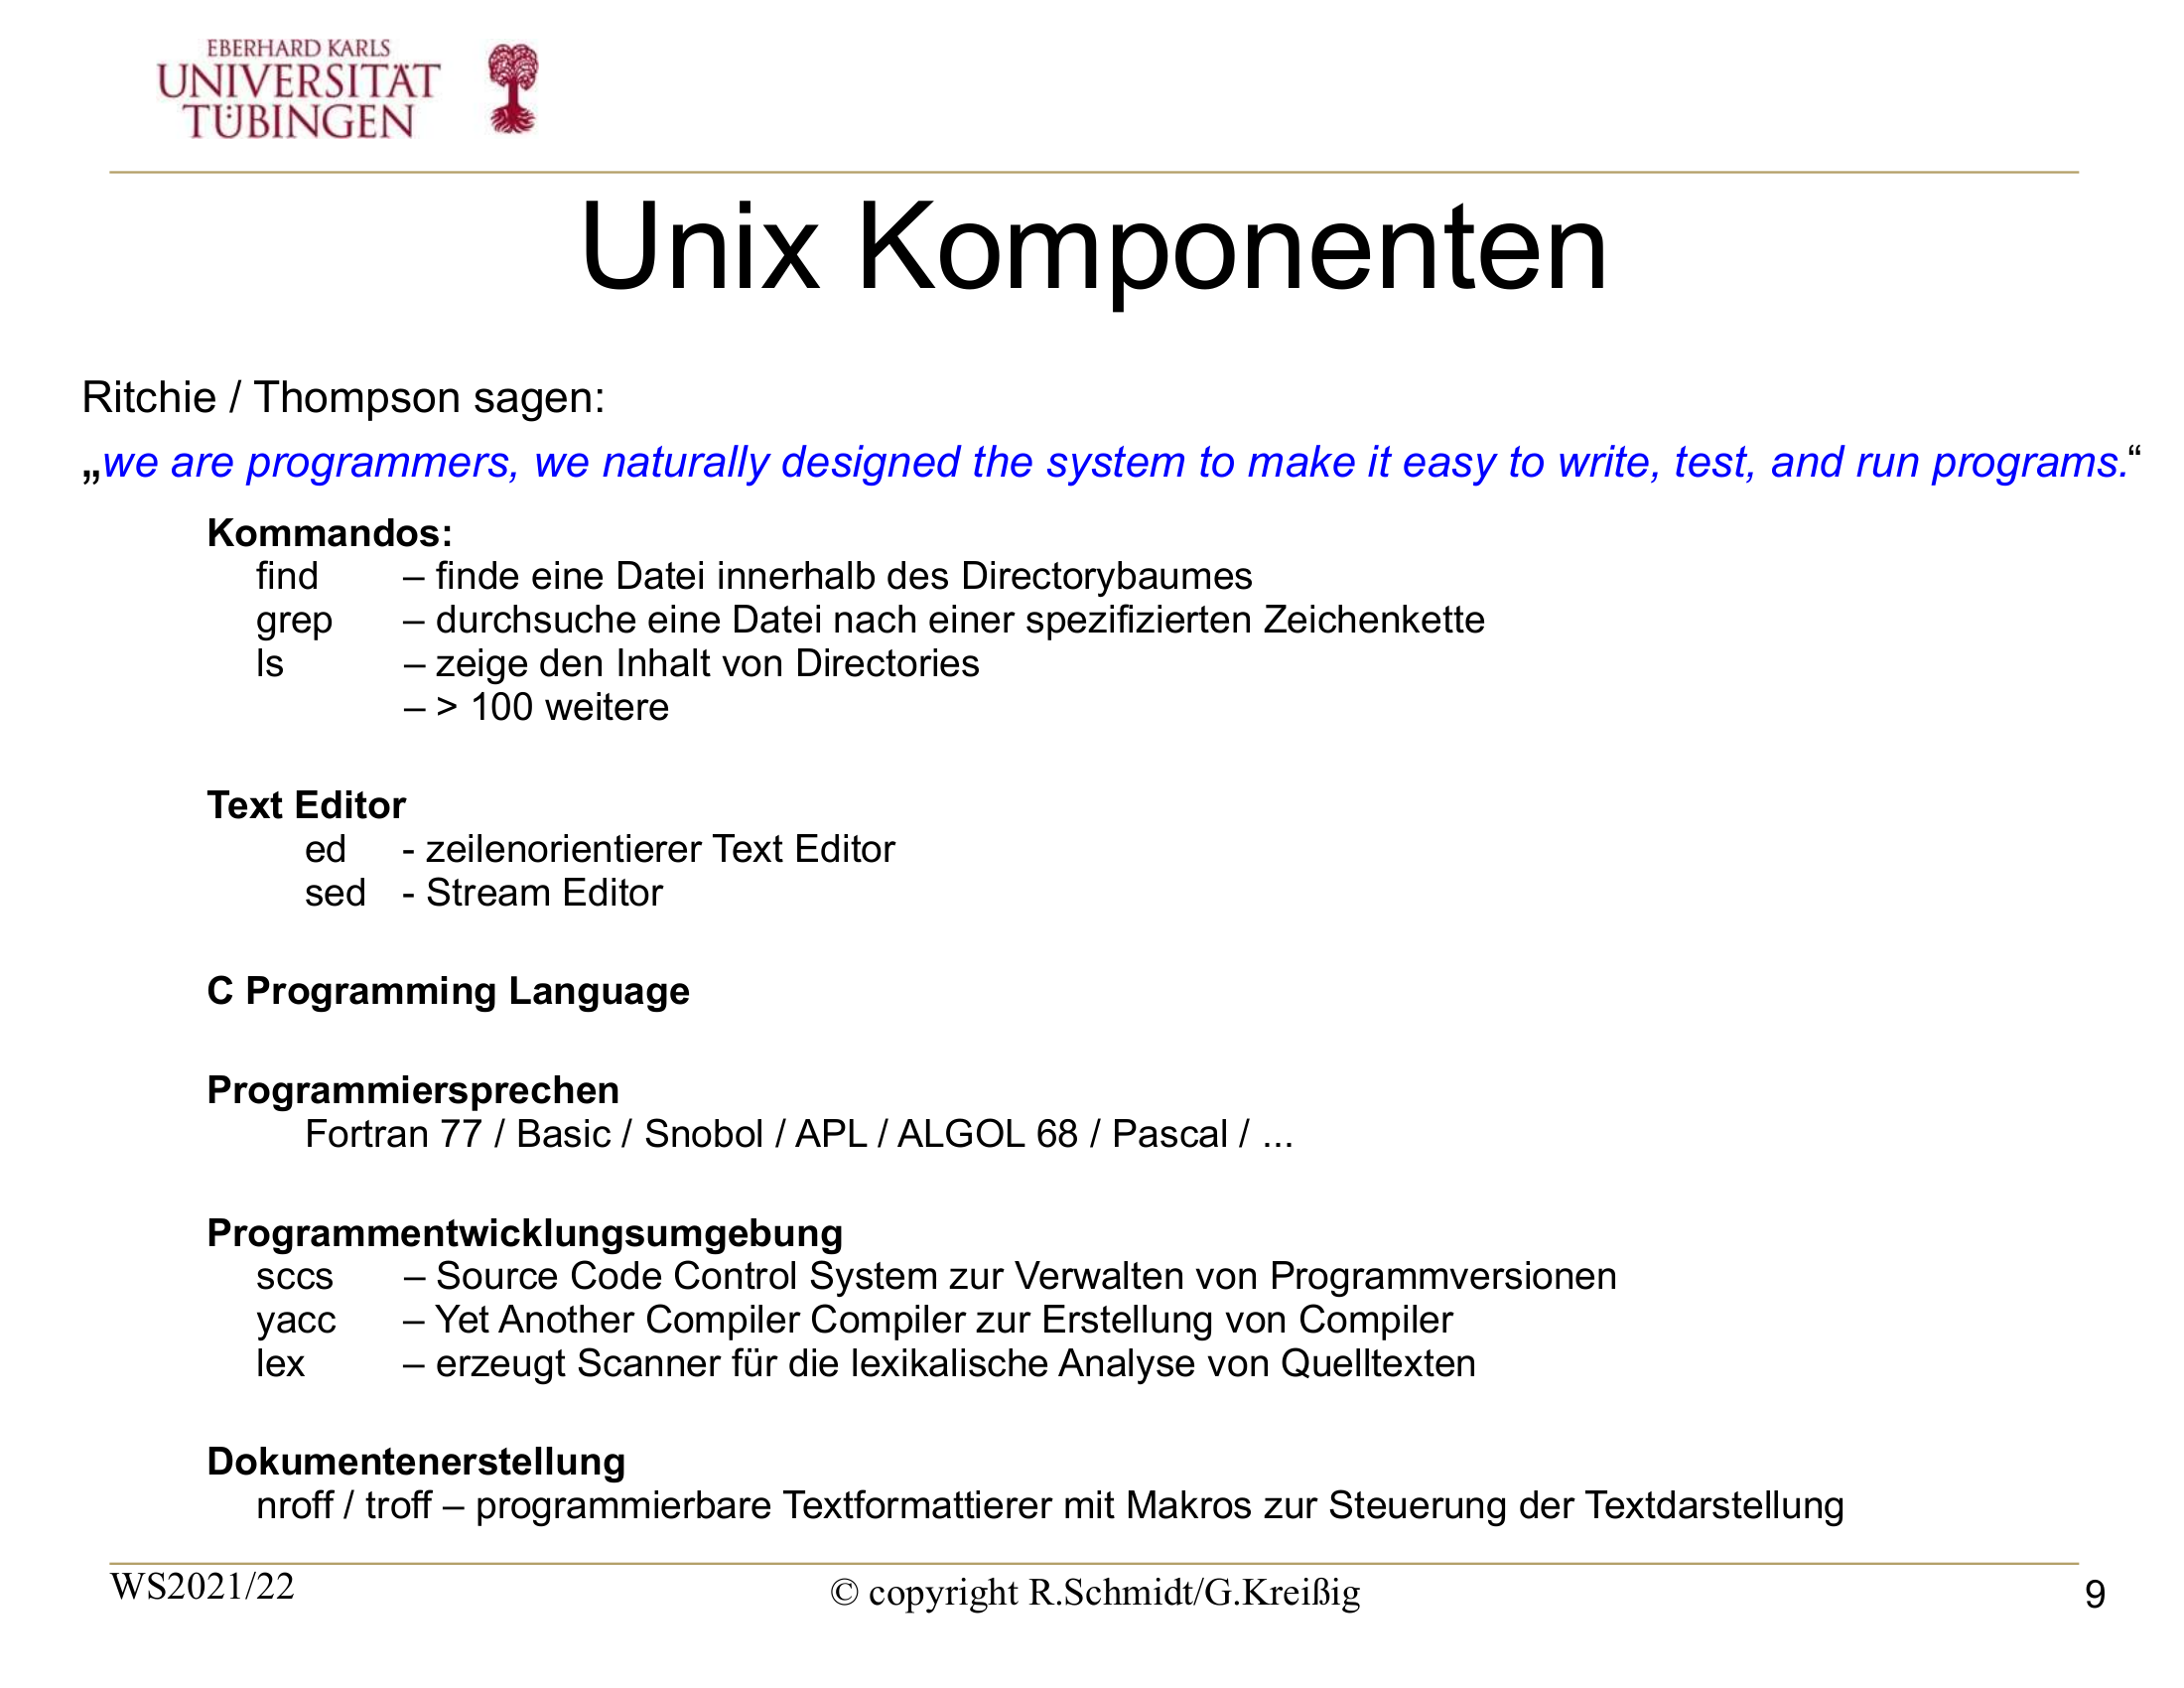 EBERHARD KARLS
UNIVERSITÄT
TÜBINGEN
Unix Komponenten
Ritchie / Thompson sagen:
„we are programmers, we naturally designed the system to make it easy to write, test, and run programs.“
Kommandos:
find – finde eine Datei innerhalb des Directorybaumes
grep – durchsuche eine Datei nach einer spezifizierten Zeichenkette
ls – zeige den Inhalt von Directories
– > 100 weitere
Text Editor
ed - zeilenorientierer Text Editor
sed - Stream Editor
C Programming Language
Programmiersprechen
Fortran 77 / Basic / Snobol / APL / ALGOL 68 / Pascal / ...
Programmentwicklungsumgebung
sccs – Source Code Control System zur Verwalten von Programmversionen
yacc – Yet Another Compiler Compiler zur Erstellung von Compiler
lex – erzeugt Scanner für die lexikalische Analyse von Quelltexten
Dokumentenerstellung
nroff / troff – programmierbare Textformattierer mit Makros zur Steuerung der Textdarstellung
WS2021/22
© copyright R.Schmidt/G.Kreißig
9